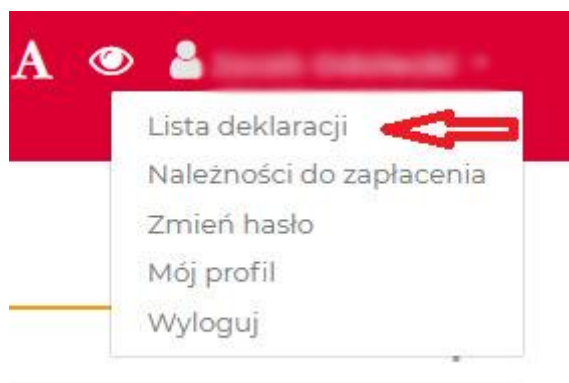 A
Lista deklaracji
Należności do zapłacenia
Zmień hasło
Mój profil
Wyloguj